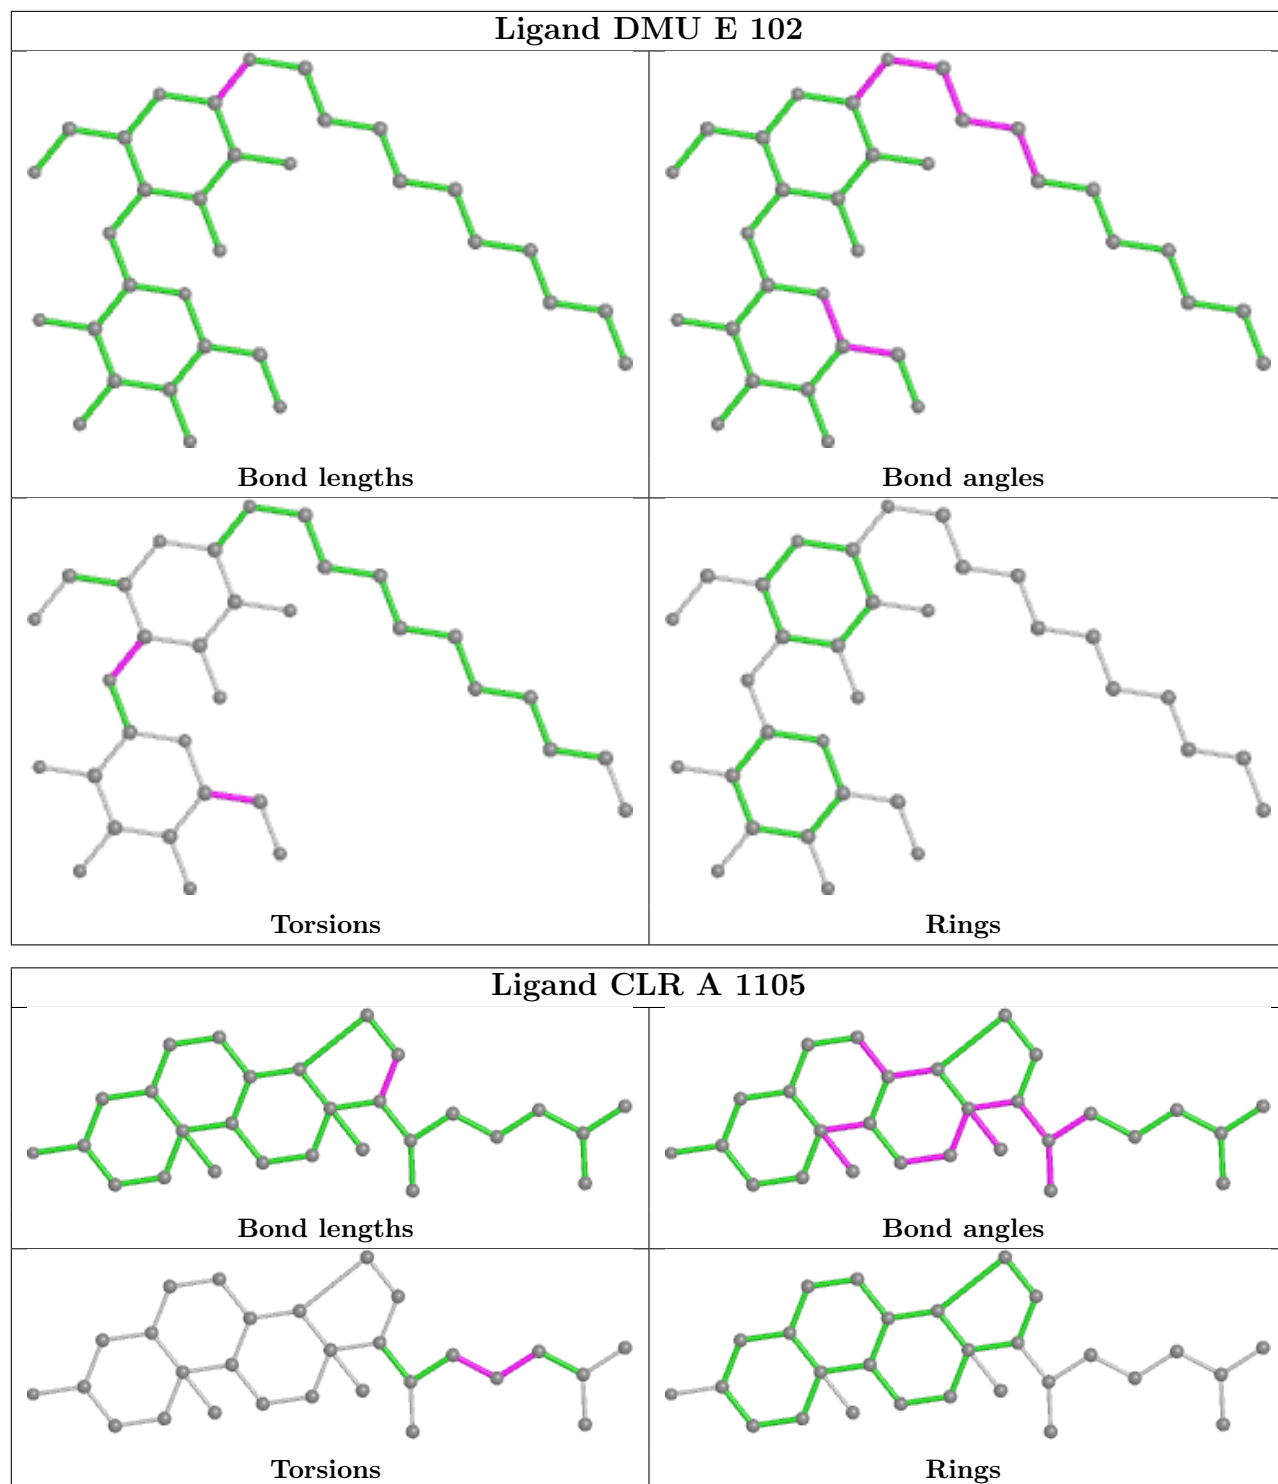 Ligand DMU E 102
Bond lengths
Bond angles
Torsions
Rings
Ligand CLR A 1105
Bond lengths
Bond angles
Torsions
Rings